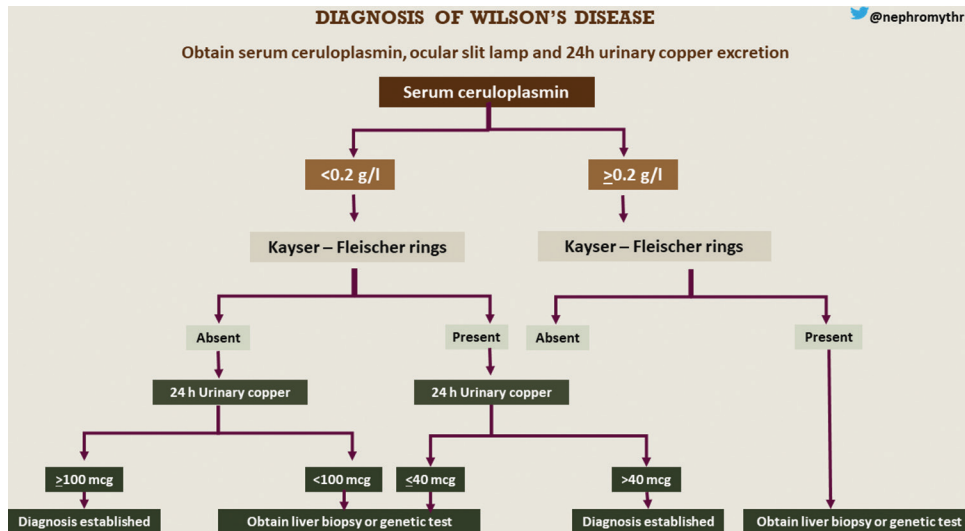 DIAGNOSIS OF WILSON'S DISEASE
@nephromythri
Obtain serum ceruloplasmin, ocular slit lamp and 24h urinary copper excretion
Serum ceruloplasmin
<0.2 g/l
≥0.2 g/l
Kayser – Fleischer rings
Kayser – Fleischer rings
Absent
Present
Absent
Present
24 h Urinary copper
24 h Urinary copper
≥100 mcg
<100 mcg
≤40 mcg
>40 mcg
Diagnosis established
Obtain liver biopsy or genetic test
Diagnosis established
Obtain liver biopsy or genetic test